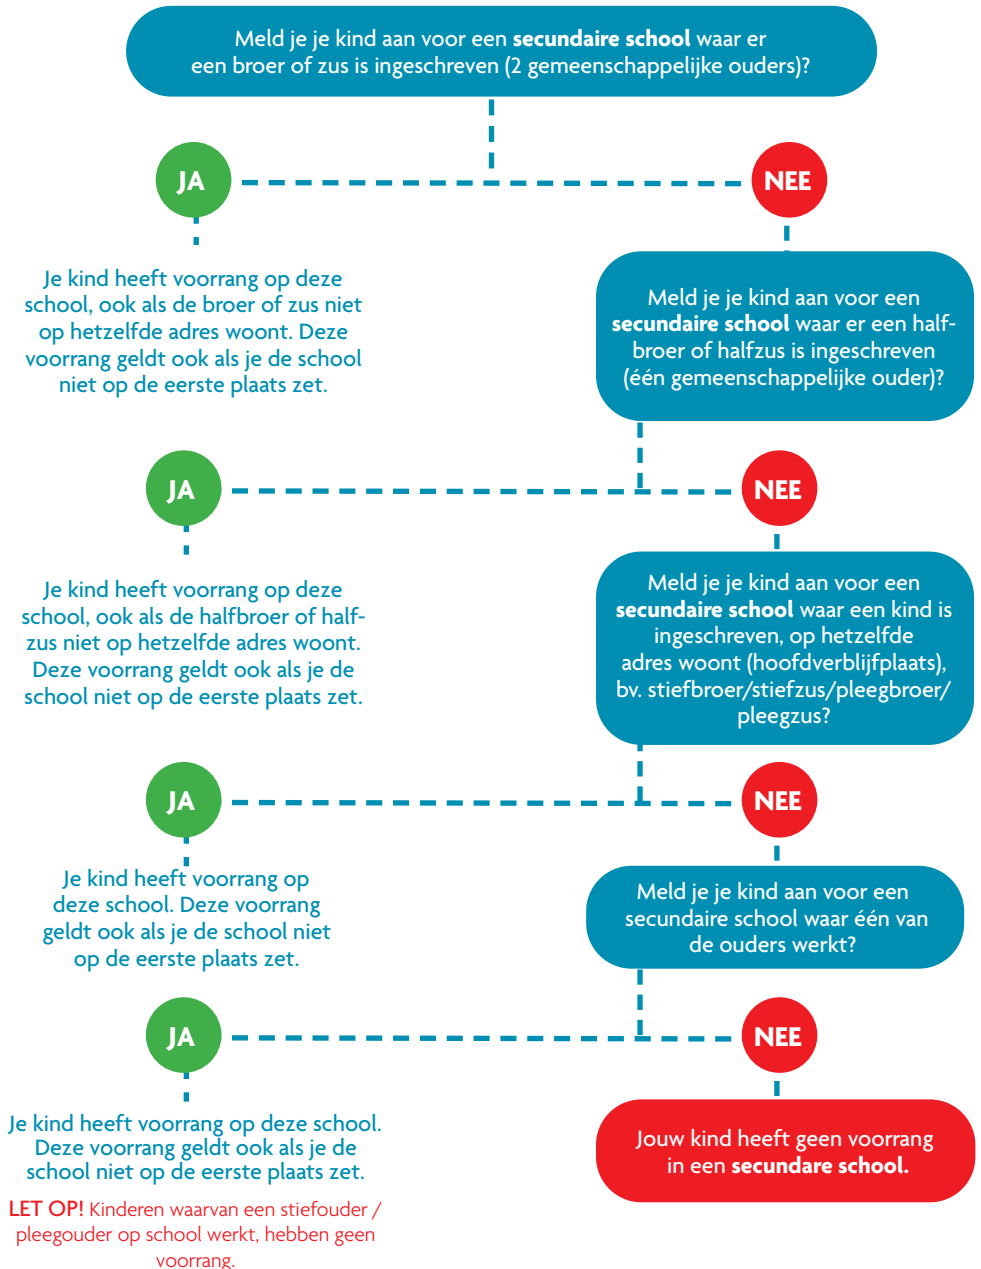 Meld je je kind aan voor een secundaire school waar er
een broer of zus is ingeschreven (2 gemeenschappelijke ouders)?
JA
NEE
Je kind heeft voorrang op deze
school, ook als de broer of zus niet
op hetzelfde adres woont. Deze
voorrang geldt ook als je de school
niet op de eerste plaats zet.
Meld je je kind aan voor een
secundaire school waar er een half-
broer of halfzus is ingeschreven
(één gemeenschappelijke ouder)?
JA
NEE
Je kind heeft voorrang op deze
school, ook als de halfbroer of half-
zus niet op hetzelfde adres woont.
Deze voorrang geldt ook als je de
school niet op de eerste plaats zet.
Meld je je kind aan voor een
secundaire school waar een kind is
ingeschreven, op hetzelfde
adres woont (hoofdverblijfplaats),
bv. stiefbroer/stiefzus/pleegbroer/
pleegzus?
JA
NEE
Je kind heeft voorrang op
deze school. Deze voorrang
geldt ook als je de school niet
op de eerste plaats zet.
Meld je je kind aan voor een
secundaire school waar één van
de ouders werkt?
JA
NEE
Je kind heeft voorrang op deze school.
Deze voorrang geldt ook als je de
school niet op de eerste plaats zet.
LET OP! Kinderen waarvan een stiefouder /
pleegouder op school werkt, hebben geen
voorrang.
Jouw kind heeft geen voorrang
in een secundare school.